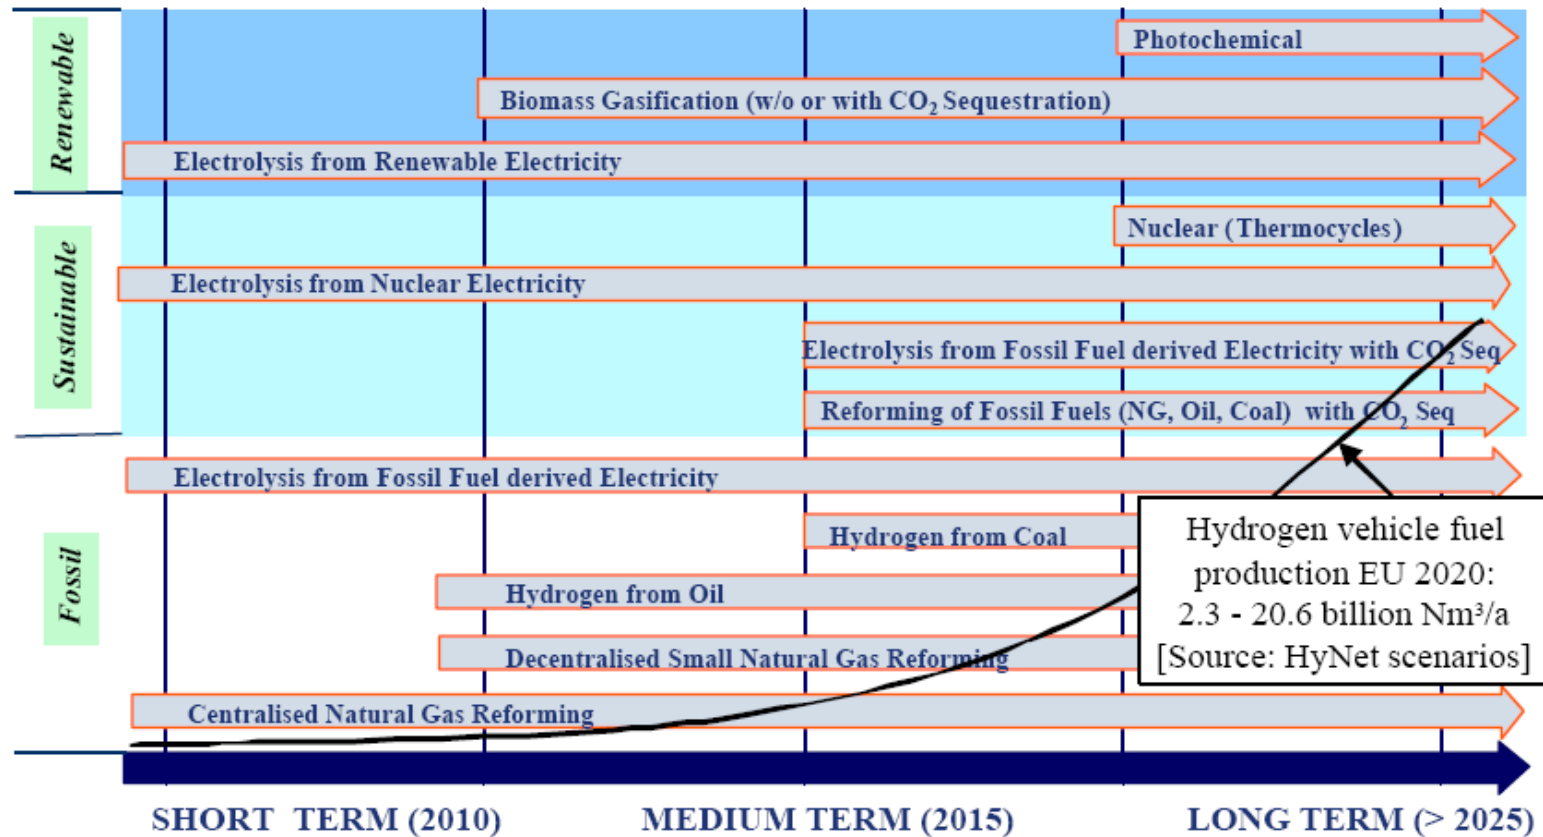 Renewable
Photochemical
Biomass Gasification (w/o or with CO₂ Sequestration)
Electrolysis from Renewable Electricity
Sustainable
Nuclear (Thermocycles)
Electrolysis from Nuclear Electricity
Electrolysis from Fossil Fuel derived Electricity with CO₂ Seq
Reforming of Fossil Fuels (NG, Oil, Coal) with CO₂ Seq
Fossil
Electrolysis from Fossil Fuel derived Electricity
Hydrogen from Coal
Hydrogen from Oil
Decentralised Small Natural Gas Reforming
Centralised Natural Gas Reforming
Hydrogen vehicle fuel
production EU 2020:
2.3 - 20.6 billion Nm³/a
[Source: HyNet scenarios]
SHORT TERM (2010)
MEDIUM TERM (2015)
LONG TERM (> 2025)